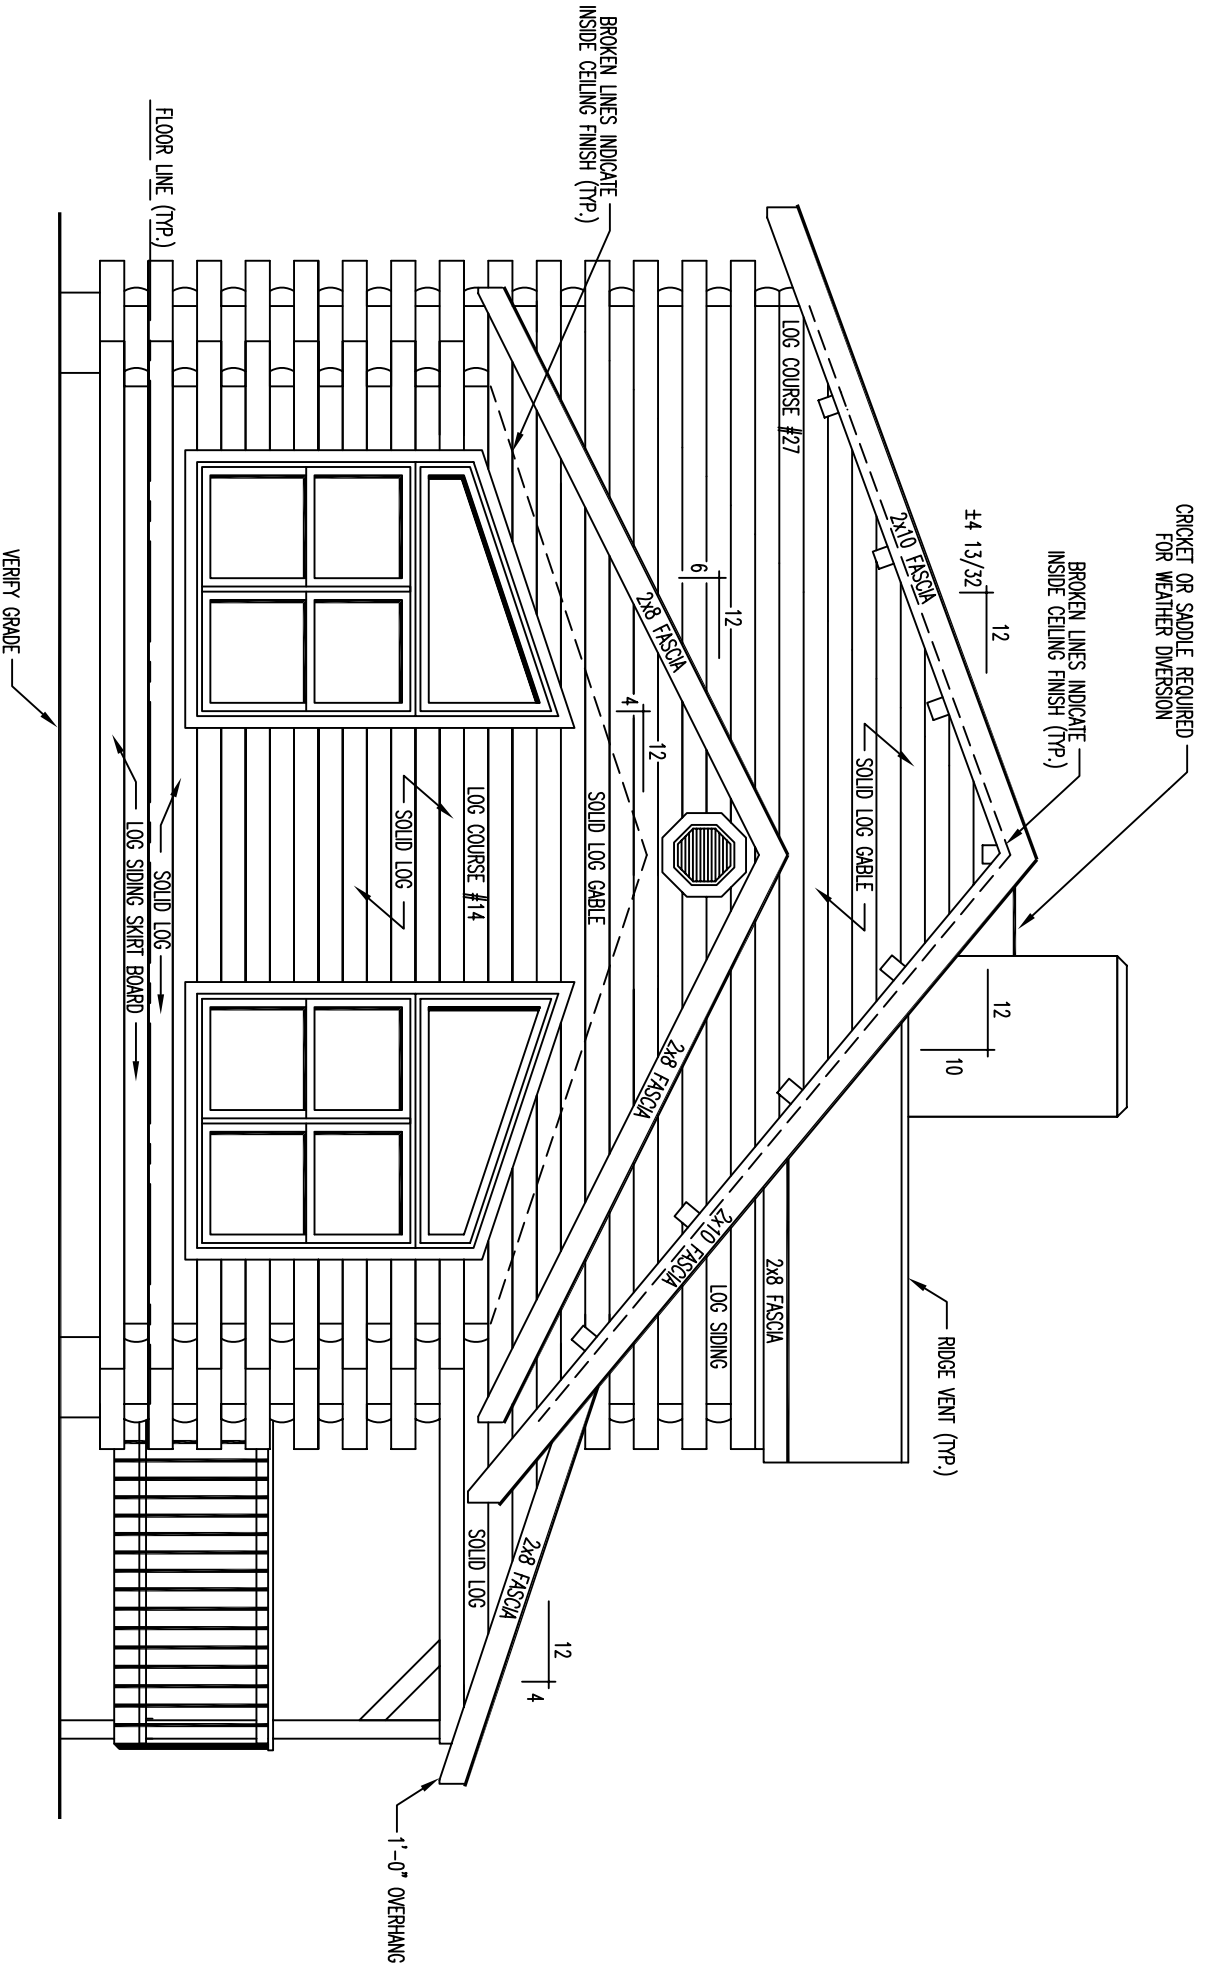 CRICKET OR SADDLE REQUIRED
FOR WEATHER DIVERSION
BROKEN LINES INDICATE
INSIDE CEILING FINISH (TYP.)
12
±4 13/32
12
10
2x10 FASCIA
RIDGE VENT (TYP.)
SOLID LOG GABLE
LOG COURSE #27
2x8 FASCIA
12
6
LOG SIDING
2x10 FASCIA
2x8 FASCIA
2x8 FASCIA
12
4
BROKEN LINES INDICATE
INSIDE CEILING FINISH (TYP.)
SOLID LOG GABLE
12
4
2x8 FASCIA
LOG COURSE #14
SOLID LOG
SOLID LOG
1'-0" OVERHANG
FLOOR LINE (TYP.)
SOLID LOG
LOG SIDING SKIRT BOARD
VERIFY GRADE